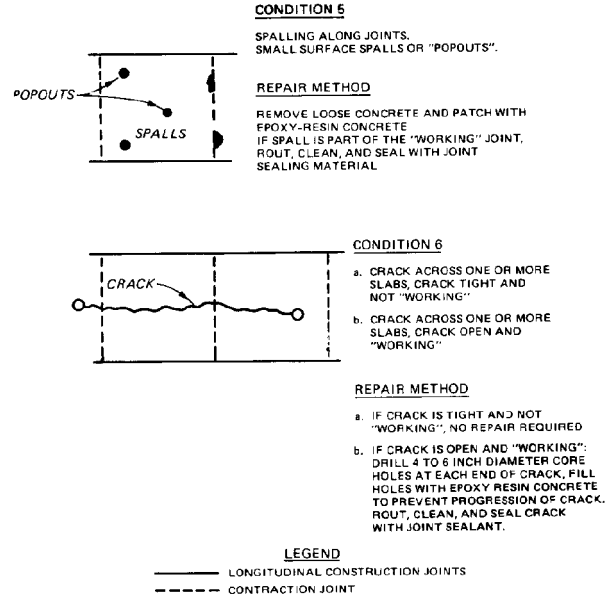 CONDITION 5
SPALLING ALONG JOINTS.
SMALL SURFACE SPALLS OR "POPOUTS".
POPOUTS
SPALLS
REPAIR METHOD
REMOVE LOOSE CONCRETE AND PATCH WITH
EPOXY-RESIN CONCRETE
IF SPALL IS PART OF THE "WORKING" JOINT,
ROUT, CLEAN, AND SEAL WITH JOINT
SEALING MATERIAL
CRACK
CONDITION 6
a. CRACK ACROSS ONE OR MORE
SLABS, CRACK TIGHT AND
NOT "WORKING"
b. CRACK ACROSS ONE OR MORE
SLABS, CRACK OPEN AND
"WORKING"
REPAIR METHOD
a. IF CRACK IS TIGHT AND NOT
"WORKING", NO REPAIR REQUIRED
b. IF CRACK IS OPEN AND "WORKING":
DRILL 4 TO 6 INCH DIAMETER CORE
HOLES AT EACH END OF CRACK, FILL
HOLES WITH EPOXY RESIN CONCRETE
TO PREVENT PROGRESSION OF CRACK.
ROUT, CLEAN, AND SEAL CRACK
WITH JOINT SEALANT.
LEGEND
LONGITUDINAL CONSTRUCTION JOINTS
CONTRACTION JOINT